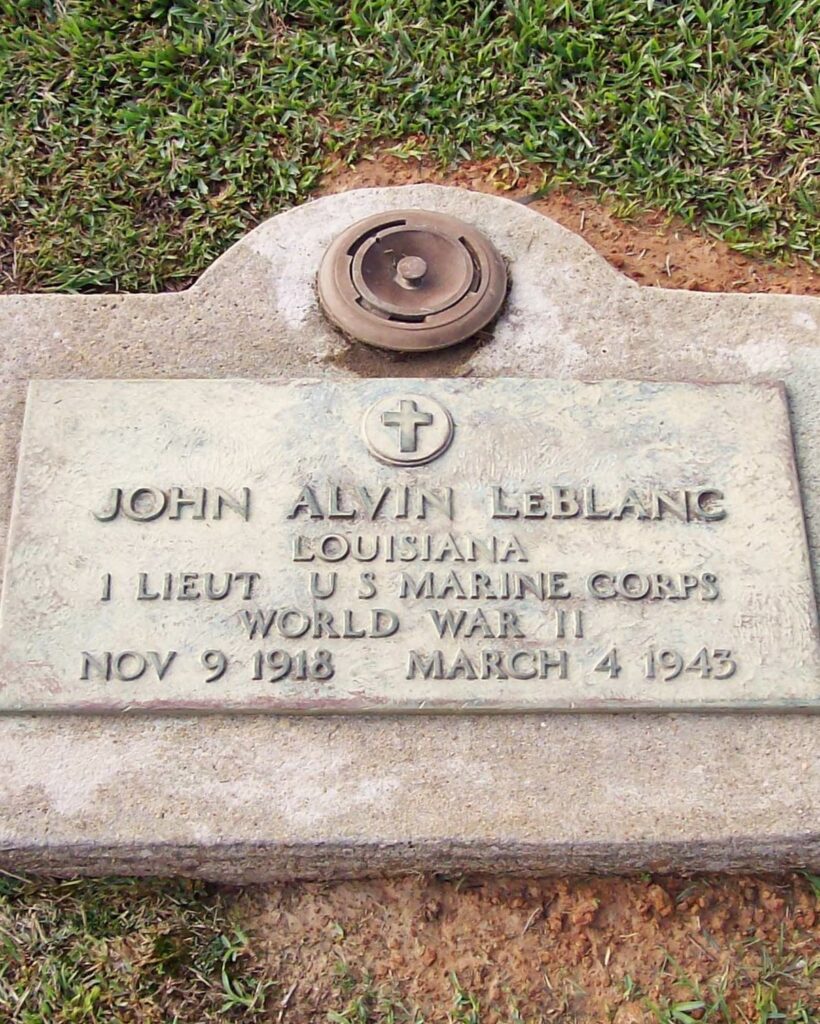 JOHN ALVIN LeBLANC
LOUISIANA
1 LIEUT U S MARINE CORPS
WORLD WAR II
NOV 9 1918 MARCH 4 1943